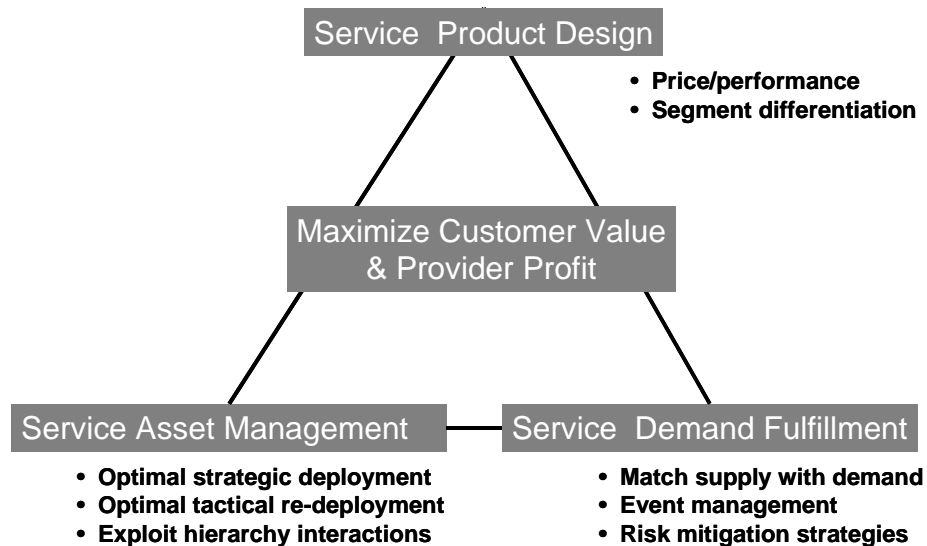 Service Product Design
• Price/performance
• Segment differentiation
Maximize Customer Value
& Provider Profit
Service Asset Management
• Optimal strategic deployment
• Optimal tactical re-deployment
• Exploit hierarchy interactions
Service Demand Fulfillment
• Match supply with demand
• Event management
• Risk mitigation strategies